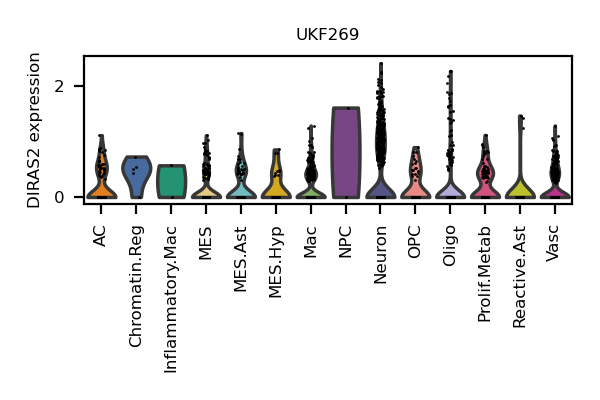 UKF269
DIRAS2 expression
2
0
AC
Chromatin.Reg
Inflammatory.Mac
MES
MES.Ast
MES.Hyp
Mac
NPC
Neuron
OPC
Oligo
Prolif.Metab
Reactive.Ast
Vasc